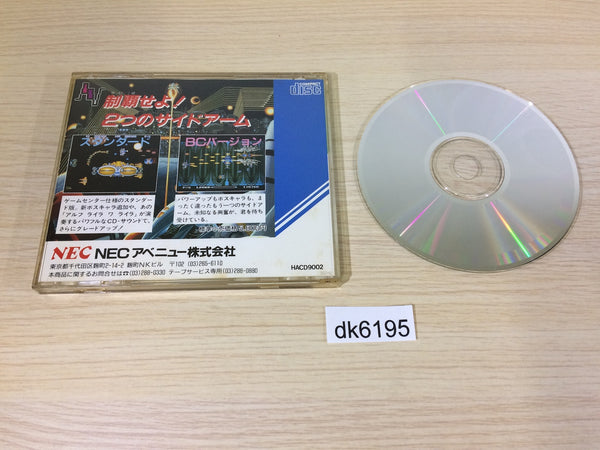 AV
制覇せよ!
2つのサイドアーム
COMPACT
disc
スタンダード
BCバージョン
ゲームセンター仕様のスタンダー
ド版。新ボスキャラ追加や、あの
「アルフ ライラ ワ ライラ」が演
奏するパワフルなCD・サウンドで、
さらにグレードアップ!
パワーアップもボスキャラも、ま
ったく違ったもう一つのサイドア
ーム。未知なる興奮が、君を待ち
受けている。
NEC NEC アベニュー株式会社
東京都千代田区麹町2-14-2 麹町NKビル 〒102 (03)265-6110
本商品に関するお問合せは☎(03)288-0330 テープサービス専用(03)288-0880
HACD9002
dk6195